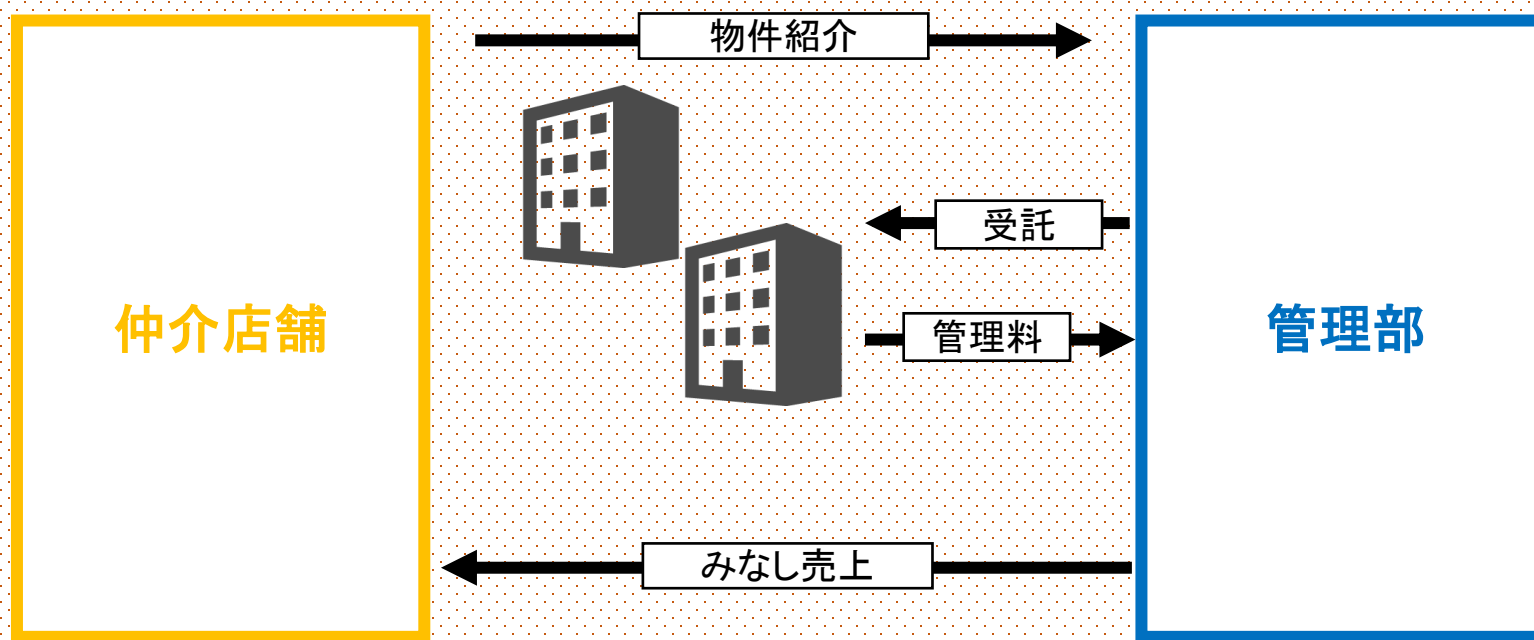 物件紹介
受託
仲介店舗
管理料
管理部
みなし売上